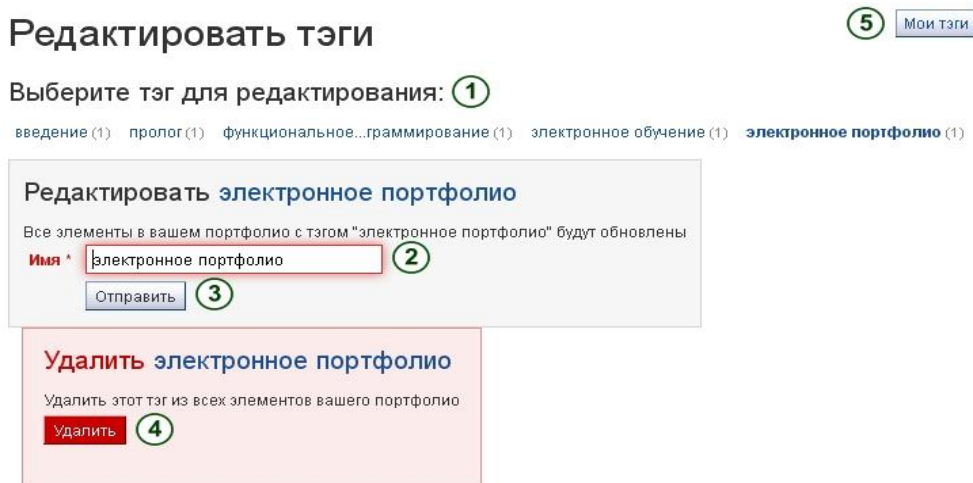 Редактировать тэги
5 Мои тэги
Выберите тэг для редактирования: 1
введение (1) пролог (1) функциональное...граммирование (1) электронное обучение (1) электронное портфолио (1)
Редактировать электронное портфолио
Все элементы в вашем портфолио с тэгом "электронное портфолио" будут обновлены
Имя * электронное портфолио 2
Отправить 3
Удалить электронное портфолио
Удалить этот тэг из всех элементов вашего портфолио
Удалить 4